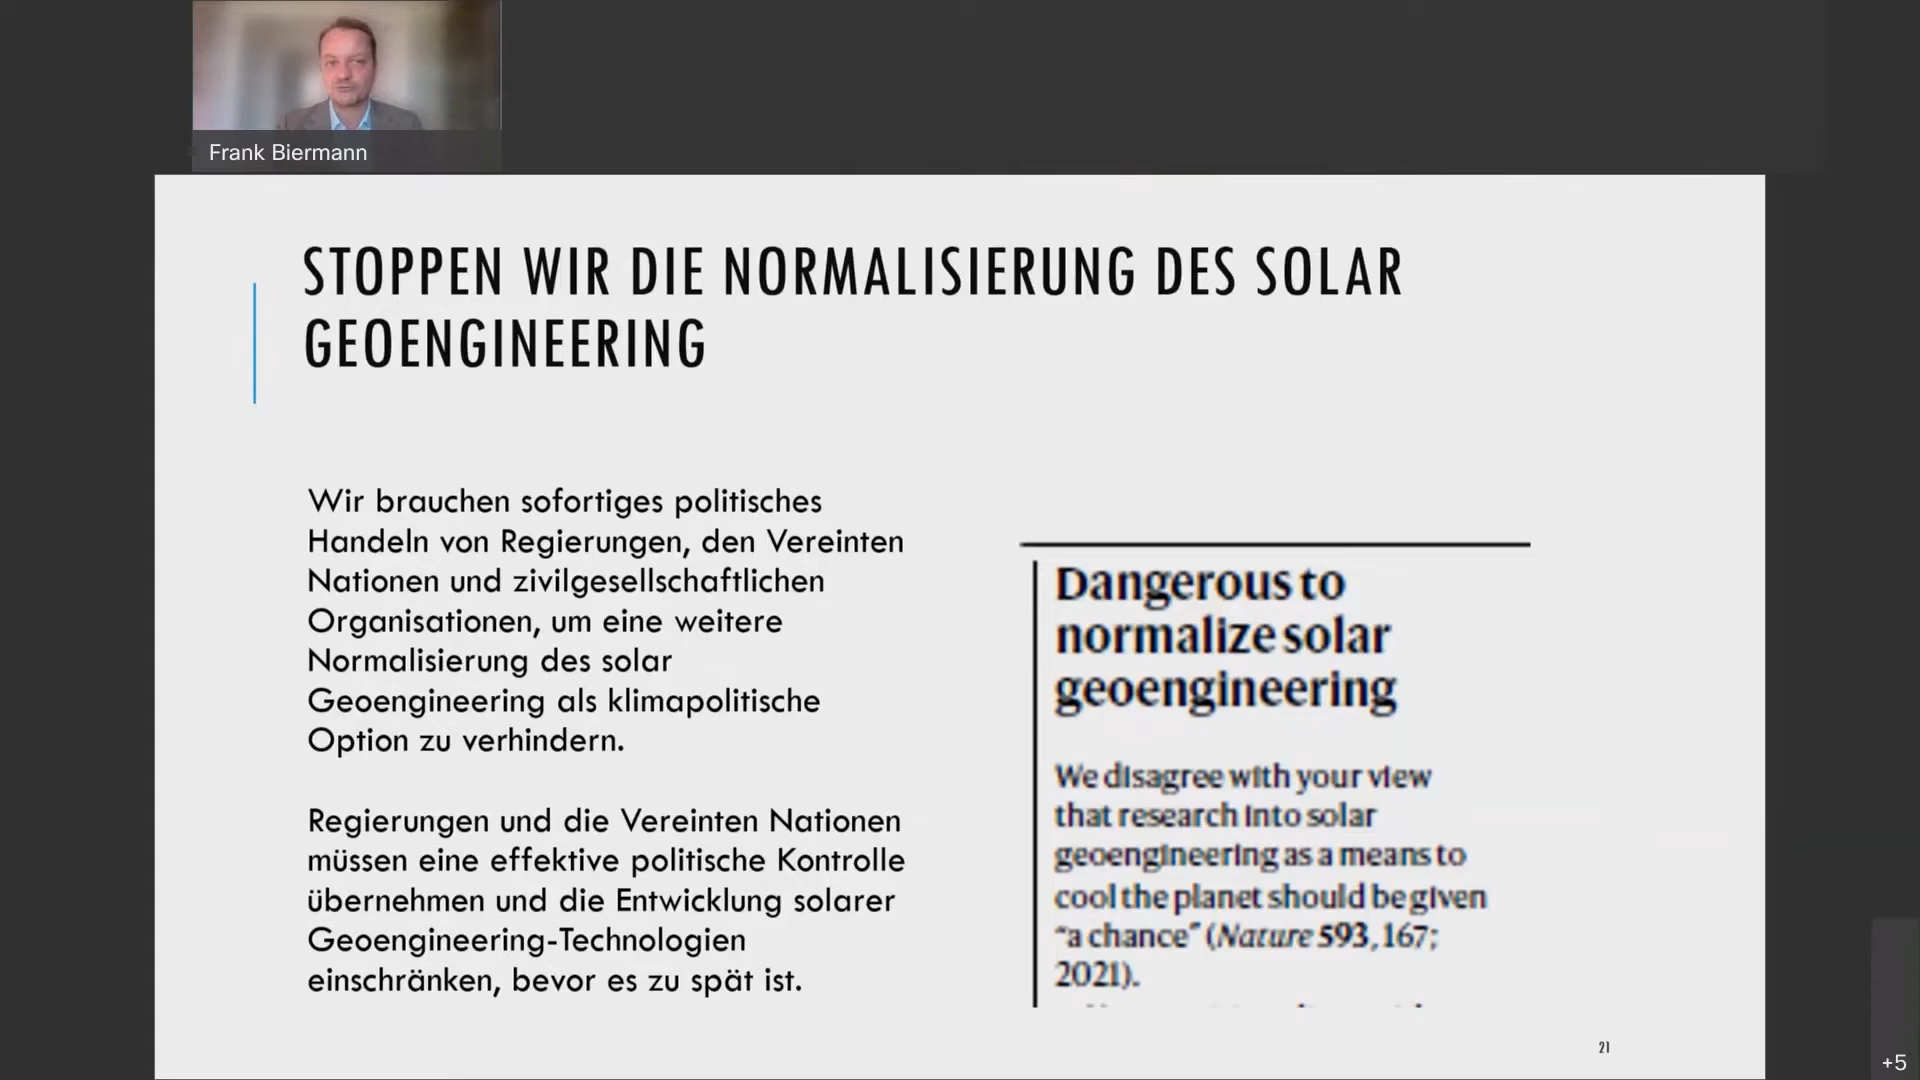 Frank Biermann
STOPPEN WIR DIE NORMALISIERUNG DES SOLAR
GEOENGINEERING
Wir brauchen sofortiges politisches
Handeln von Regierungen, den Vereinten
Nationen und zivilgesellschaftlichen
Organisationen, um eine weitere
Normalisierung des solar
Geoengineering als klimapolitische
Option zu verhindern.
Regierungen und die Vereinten Nationen
müssen eine effektive politische Kontrolle
übernehmen und die Entwicklung solarer
Geoengineering-Technologien
einschränken, bevor es zu spät ist.
Dangerous to
normalize solar
geoengineering
We disagree with your view
that research into solar
geoengineering as a means to
cool the planet should be given
“a chance” (Nature 593, 167;
2021).
21
+5